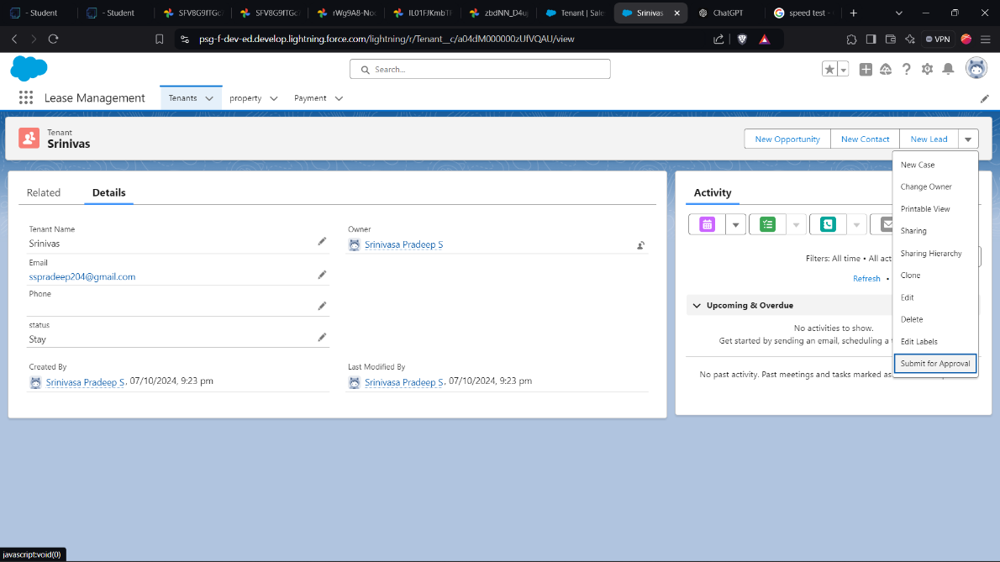 - Student
- Student
SFV8G9fTGc
SFV8G9fTGc
rWg9A8-Nou
IL01FJKmbTF
zbdNN_D4uj
Tenant | Sale
Srinivas
ChatGPT
speed test -
psg-f-dev-ed.develop.lightning.force.com/lightning/r/Tenant__c/a04dM000000zUfVQAU/view
VPN
Search...
Lease Management
Tenants
property
Payment
Tenant
Srinivas
New Opportunity
New Contact
New Lead
New Case
Change Owner
Printable View
Sharing
Sharing Hierarchy
Clone
Edit
Delete
Edit Labels
Submit for Approval
Related
Details
Tenant Name
Srinivas
Owner
Srinivasa Pradeep S
Email
sspradeep204@gmail.com
Phone
status
Stay
Created By
Srinivasa Pradeep S, 07/10/2024, 9:23 pm
Last Modified By
Srinivasa Pradeep S, 07/10/2024, 9:23 pm
Activity
Filters: All time • All act
Refresh •
Upcoming & Overdue
No activities to show.
Get started by sending an email, scheduling a t
No past activity. Past meetings and tasks marked as
javascript:void(0)